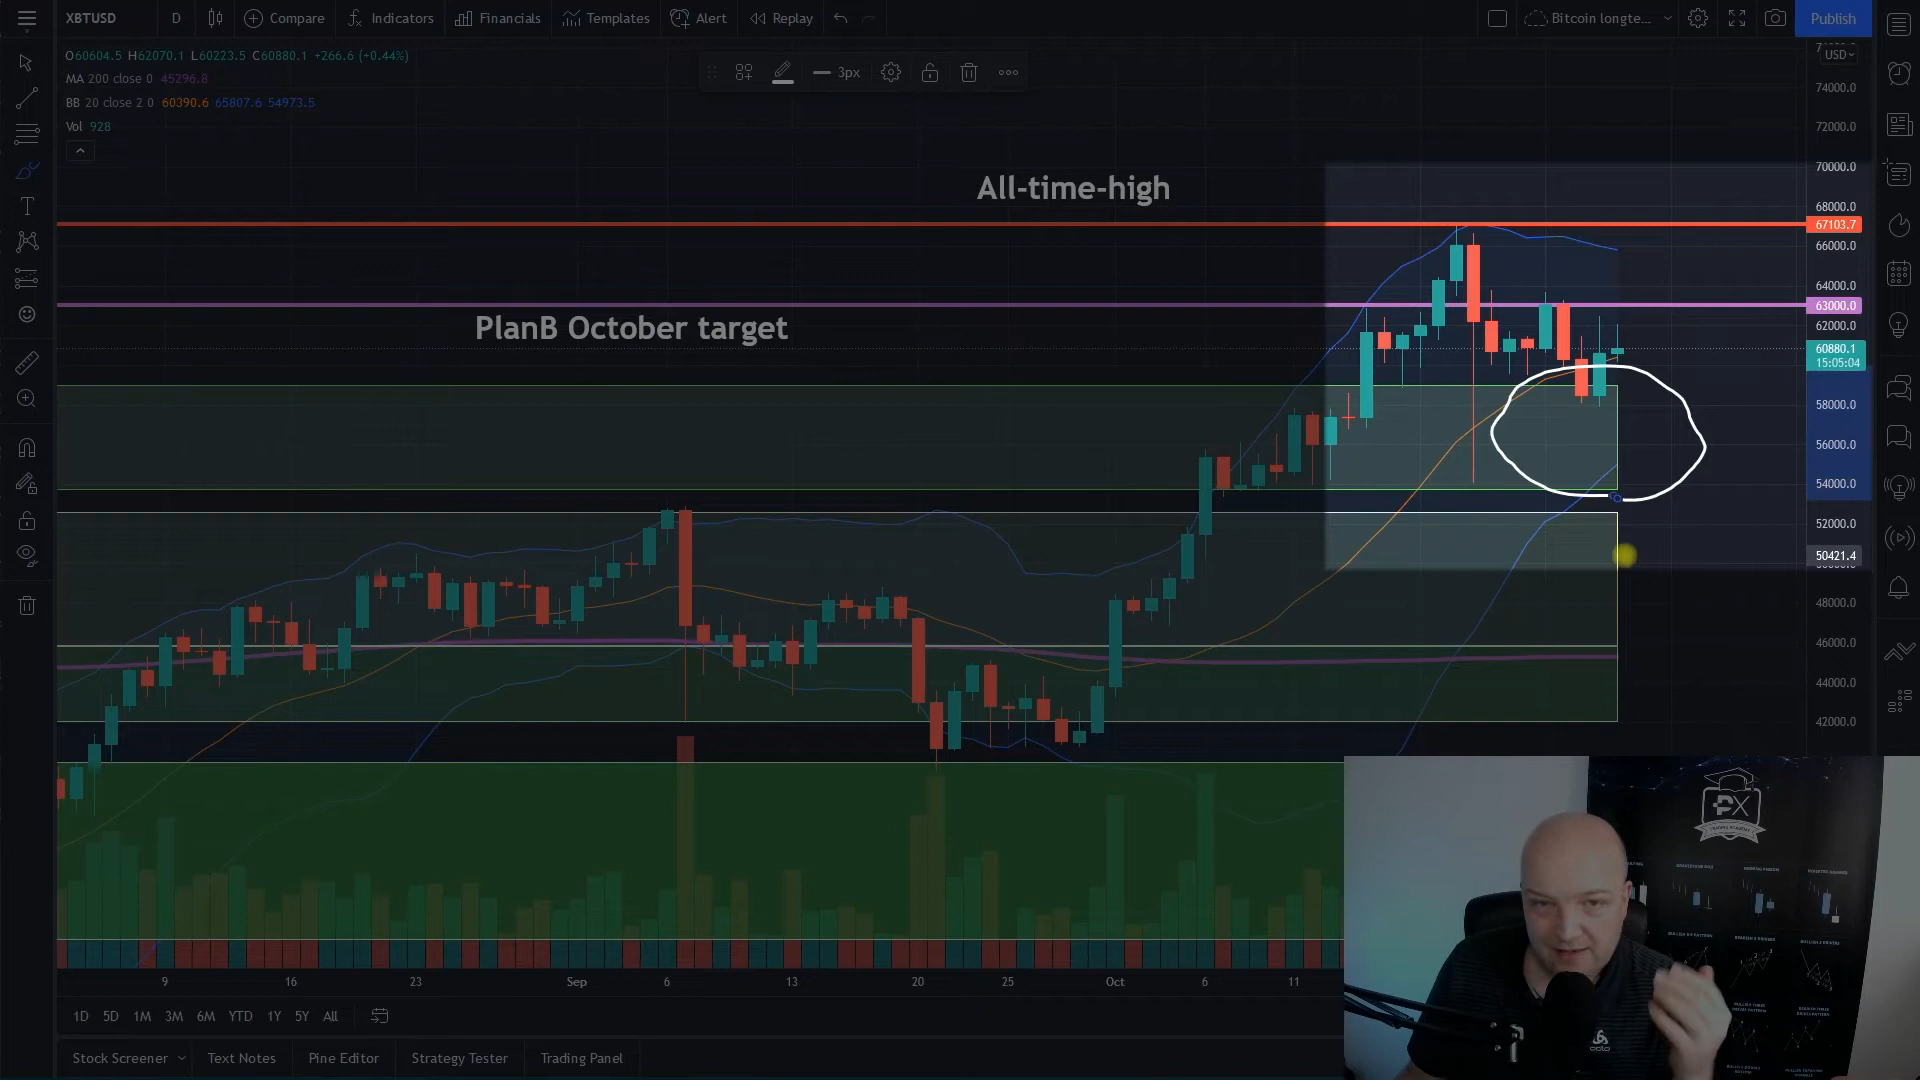 XBTUSD D Compare Indicators Financials Templates Alert Replay Bitcoin longte... Publish
O60604.5 H62070.1 L60223.5 C60880.1 +266.6 (+0.44%)
MA 200 close 0 45296.8
BB 20 close 2 0 60390.6 65807.6 54973.5
Vol 928
3px
USD
74000.0
72000.0
70000.0
68000.0
67103.7
66000.0
64000.0
63000.0
62000.0
60880.1
15:05:04
58000.0
56000.0
54000.0
52000.0
50421.4
48000.0
46000.0
44000.0
42000.0
All-time-high
PlanB October target
9 16 23 Sep 6 13 20 25 Oct 6 11
1D 5D 1M 3M 6M YTD 1Y 5Y All
Stock Screener Text Notes Pine Editor Strategy Tester Trading Panel
PX
TRADING ACADEMY